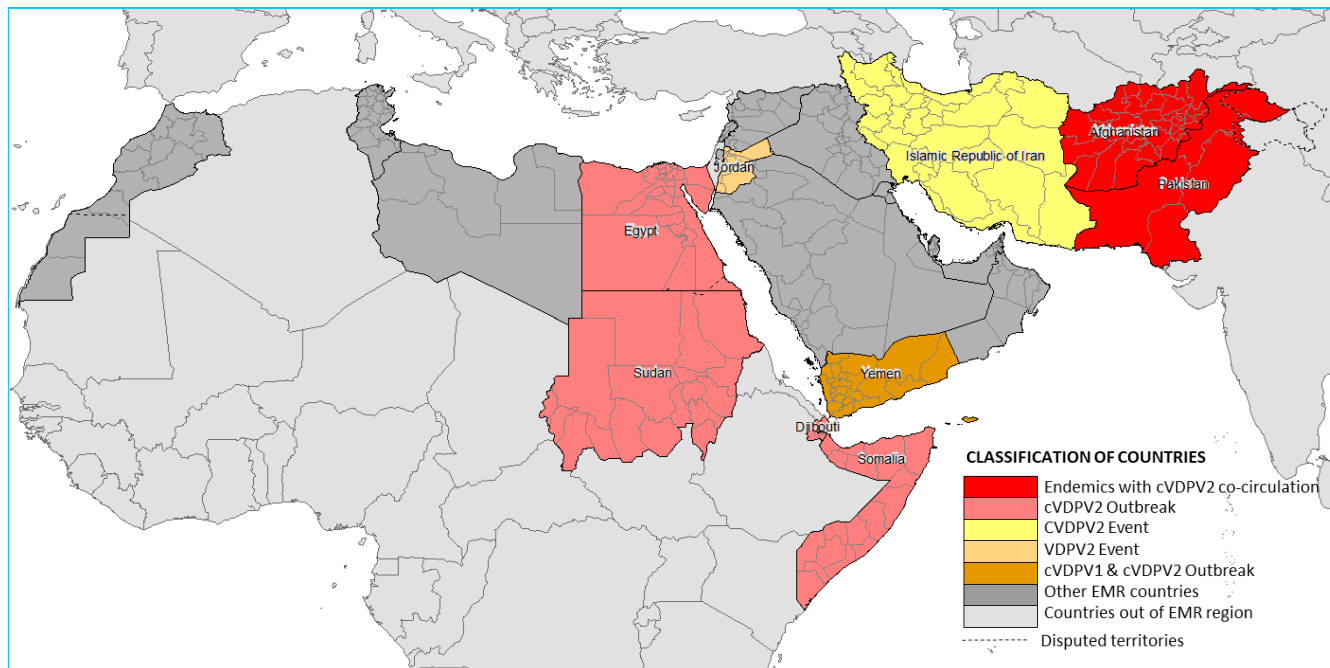 Afghanistan
Islamic Republic of Iran
Jordan
Pakistan
Egypt
Sudan
Yemen
Djibouti
Somalia
CLASSIFICATION OF COUNTRIES
Endemics with cVDPV2 co-circulation
cVDPV2 Outbreak
CVDPV2 Event
VDPV2 Event
cVDPV1 & cVDPV2 Outbreak
Other EMR countries
Countries out of EMR region
Disputed territories